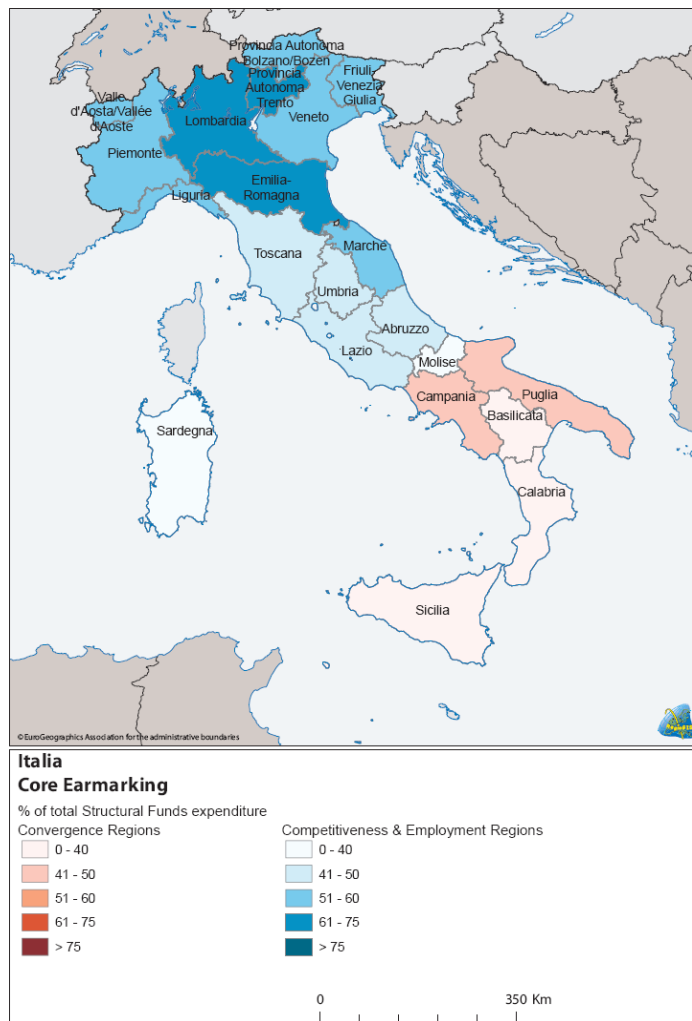 Provincia Autonoma
Bolzano/Bozen
Provincia
Autonoma
Trento
Friuli
Venezia
Giulia
Valle
d'Aosta/Vallée
d'Aoste
Lombardia
Veneto
Piemonte
Emilia-
Romagna
Liguria
Toscana
Marche
Umbria
Abruzzo
Lazio
Molise
Campania
Puglia
Basilicata
Sardegna
Calabria
Sicilia
©EuroGeographics Association for the administrative boundaries
Italia
Core Earmarking
% of total Structural Funds expenditure
Convergence Regions
0 - 40
41 - 50
51 - 60
61 - 75
> 75
Competitiveness & Employment Regions
0 - 40
41 - 50
51 - 60
61 - 75
> 75
0 350 Km